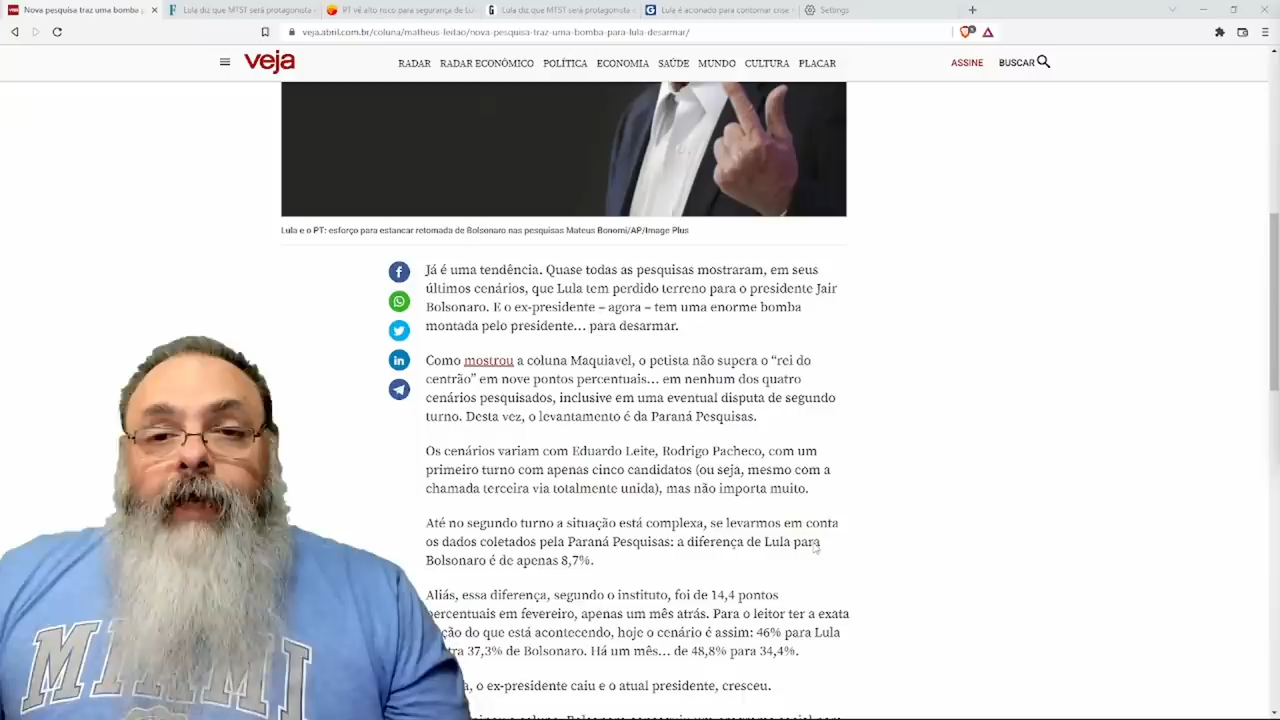 Nova pesquisa traz uma bomba
Lula diz que MTST será protagonista
PT vê alto risco para segurança de Lu
Lula diz que MTST será protagonista
Lula é acionado para contornar crise
Settings
veja.abril.com.br/coluna/matheus-leitao/nova-pesquisa-traz-uma-bomba-para-lula-desarmar/
veja
RADAR RADAR ECONÔMICO POLÍTICA ECONOMIA SAÚDE MUNDO CULTURA PLACAR
ASSINE BUSCAR
Lula e o PT: esforço para estancar retomada de Bolsonaro nas pesquisas Mateus Bonomi/AP/Image Plus
Já é uma tendência. Quase todas as pesquisas mostraram, em seus
últimos cenários, que Lula tem perdido terreno para o presidente Jair
Bolsonaro. E o ex-presidente – agora – tem uma enorme bomba
montada pelo presidente… para desarmar.
Como mostrou a coluna Maquiavel, o petista não supera o “rei do
centrão” em nove pontos percentuais… em nenhum dos quatro
cenários pesquisados, inclusive em uma eventual disputa de segundo
turno. Desta vez, o levantamento é da Paraná Pesquisas.
Os cenários variam com Eduardo Leite, Rodrigo Pacheco, com um
primeiro turno com apenas cinco candidatos (ou seja, mesmo com a
chamada terceira via totalmente unida), mas não importa muito.
Até no segundo turno a situação está complexa, se levarmos em conta
os dados coletados pela Paraná Pesquisas: a diferença de Lula para
Bolsonaro é de apenas 8,7%.
Aliás, essa diferença, segundo o instituto, foi de 14,4 pontos
percentuais em fevereiro, apenas um mês atrás. Para o leitor ter a exata
ção do que está acontecendo, hoje o cenário é assim: 46% para Lula
tra 37,3% de Bolsonaro. Há um mês… de 48,8% para 34,4%.
a, o ex-presidente caiu e o atual presidente, cresceu.
MIAMI